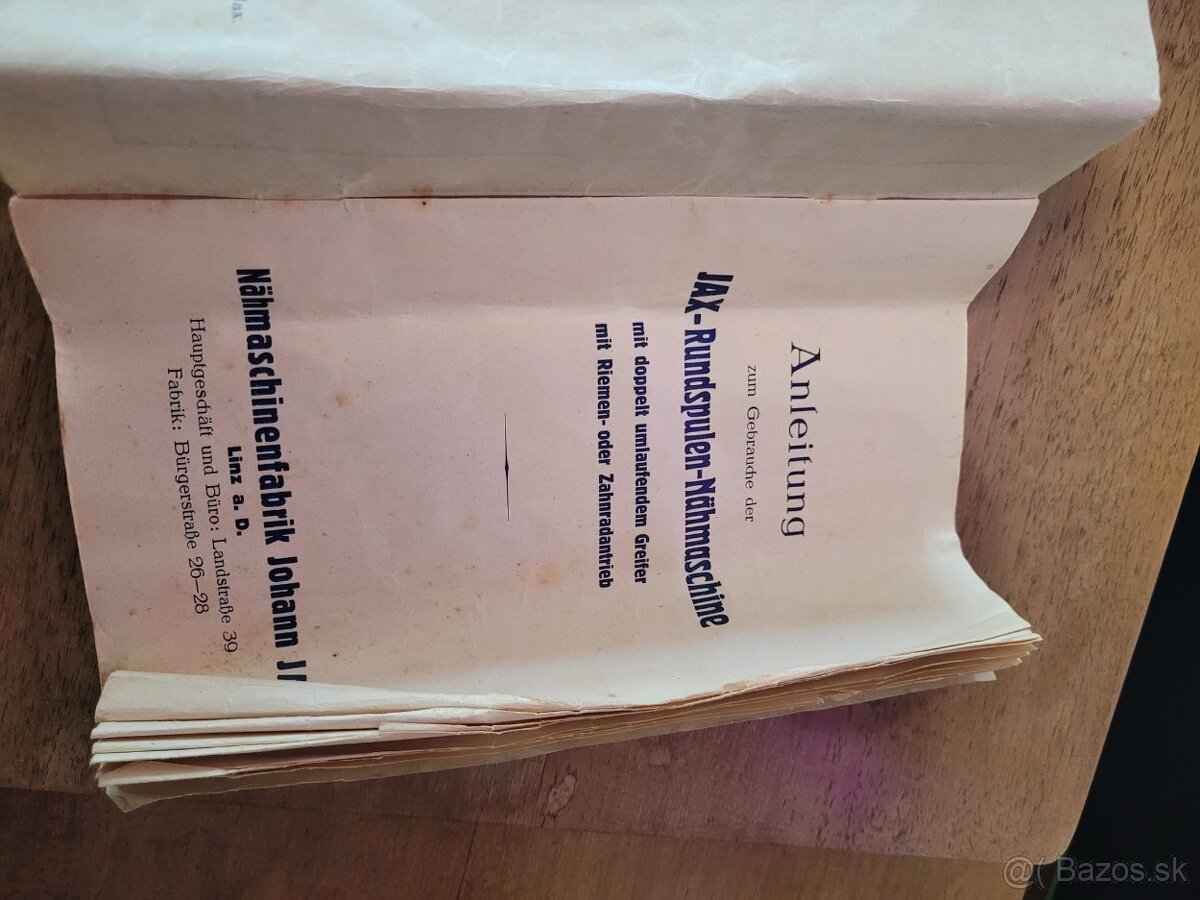 Anleitung
zum Gebrauche der
JAX-Rundspulen-Nähmaschine
mit doppelt umlaufendem Greifer
mit Riemen- oder Zahnradantrieb
Nähmaschinenfabrik Johann
Linz a. D.
Hauptgeschäft und Büro: Landstraße 39
Fabrik: Bürgerstraße 26—28
Bazos.sk